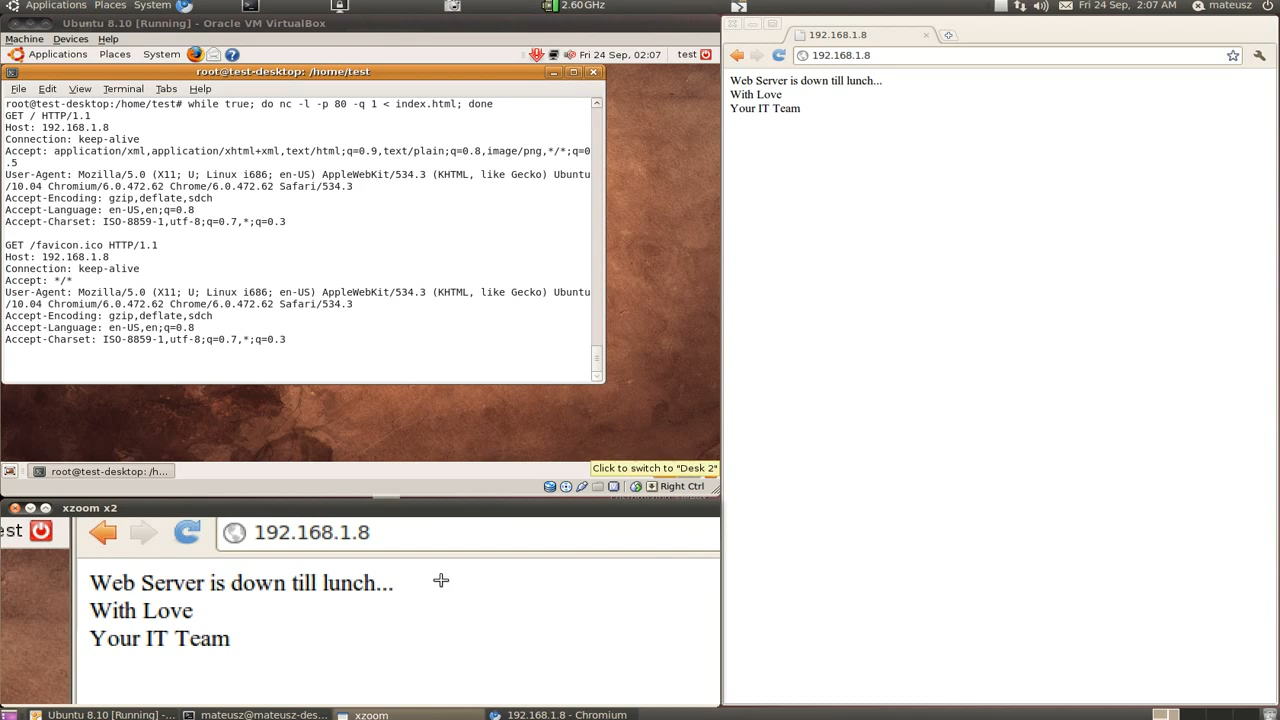 Applications Places System 2.60GHz Fri 24 Sep, 2:07 AM mateusz
Ubuntu 8.10 [Running] - Oracle VM VirtualBox
Machine Devices Help
Applications Places System Fri 24 Sep, 02:07 test
root@test-desktop: /home/test
File Edit View Terminal Tabs Help
root@test-desktop:/home/test# while true; do nc -l -p 80 -q 1 < index.html; done
GET / HTTP/1.1
Host: 192.168.1.8
Connection: keep-alive
Accept: application/xml,application/xhtml+xml,text/html;q=0.9,text/plain;q=0.8,image/png,*/*;q=0
.5
User-Agent: Mozilla/5.0 (X11; U; Linux i686; en-US) AppleWebKit/534.3 (KHTML, like Gecko) Ubuntu
/10.04 Chromium/6.0.472.62 Chrome/6.0.472.62 Safari/534.3
Accept-Encoding: gzip,deflate,sdch
Accept-Language: en-US,en;q=0.8
Accept-Charset: ISO-8859-1,utf-8;q=0.7,*;q=0.3
GET /favicon.ico HTTP/1.1
Host: 192.168.1.8
Connection: keep-alive
Accept: */*
User-Agent: Mozilla/5.0 (X11; U; Linux i686; en-US) AppleWebKit/534.3 (KHTML, like Gecko) Ubuntu
/10.04 Chromium/6.0.472.62 Chrome/6.0.472.62 Safari/534.3
Accept-Encoding: gzip,deflate,sdch
Accept-Language: en-US,en;q=0.8
Accept-Charset: ISO-8859-1,utf-8;q=0.7,*;q=0.3
root@test-desktop: /h...
Click to switch to "Desk 2"
Right Ctrl
192.168.1.8
192.168.1.8
Web Server is down till lunch...
With Love
Your IT Team
xzoom x2
est
192.168.1.8
Web Server is down till lunch...
With Love
Your IT Team
Ubuntu 8.10 [Running] -... mateusz@mateusz-des... xzoom 192.168.1.8 - Chromium